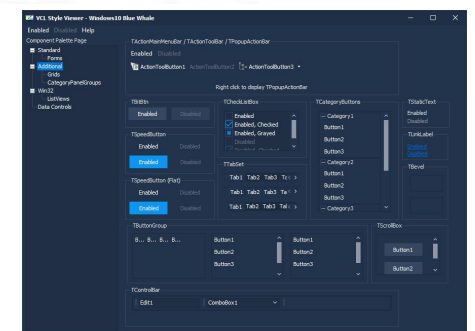 VCL Style Viewer - Windows10 Blue Whale
Enabled Disabled Help
Component Palette Page
Standard
Forms
Additional
Grids
CategoryPanelGroups
Win32
ListViews
Data Controls
TActionMainMenuBar / TActionToolBar / TPopupActionBar
Enabled Disabled
ActionToolButton1 ActionToolButton2 ActionToolButton3
Right click to display TPopupActionBar
TBitBtn
Enabled Disabled
TSpeedButton
Enabled Disabled
Enabled Disabled
TSpeedButton (Flat)
Enabled Disabled
Enabled Disabled
TCheckListBox
Enabled
Enabled, Checked
Enabled, Grayed
Disabled
Disabled, Checked
TTabSet
Tab1 Tab2 Tab3
Tab1 Tab2 Tab3
Tab1 Tab2 Tab3
TCategoryButtons
Category1
Button1
Button2
Button3
Category2
Button1
Button2
Button3
Category3
TStaticText
Enabled
Disabled
TLinkLabel
Enabled
Disabled
TBevel
TButtonGroup
B... B... B... B...
Button1
Button2
Button3
Button1
Button2
Button3
TScrollBox
Button1
Button2
TControlBar
Edit1 ComboBox1